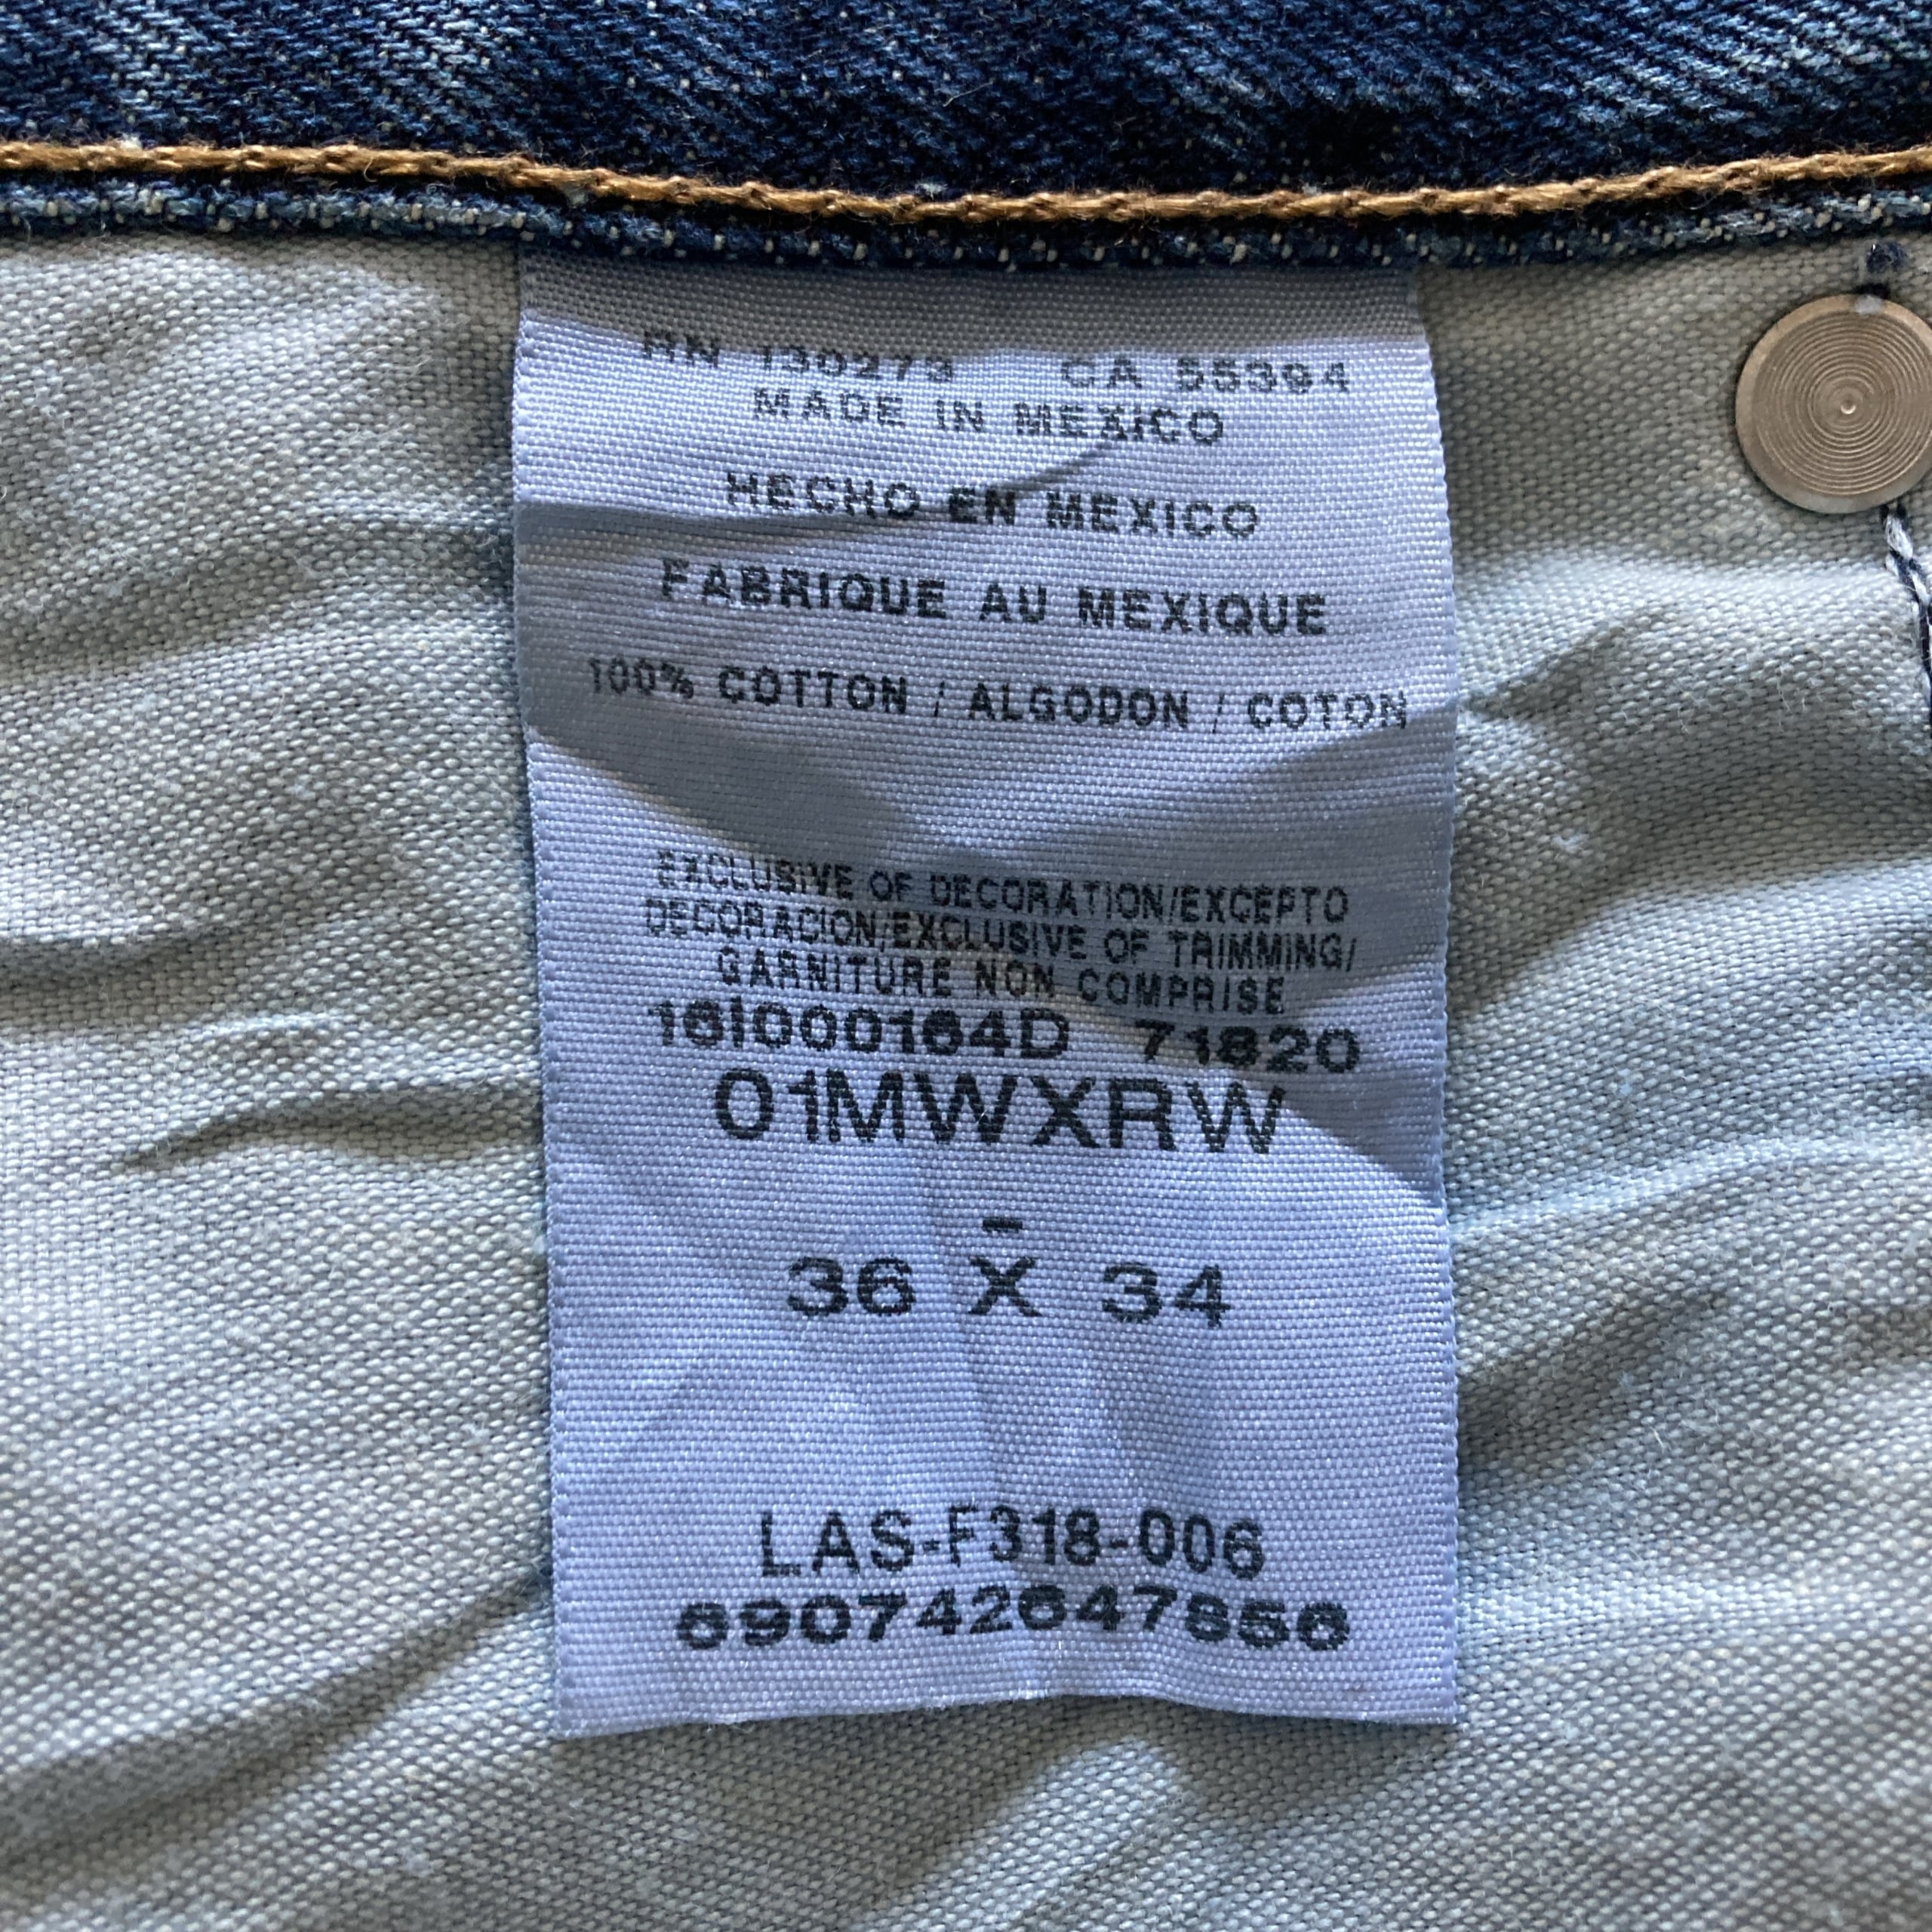 RN 130273 CA 55394
MADE IN MEXICO
HECHO EN MEXICO
FABRIQUE AU MEXIQUE
100% COTTON / ALGODON / COTON
EXCLUSIVE OF DECORATION/EXCEPTO
DECORACION/EXCLUSIVE OF TRIMMING/
GARNITURE NON COMPRISE
16I000164D 71820
01MWXRW
-
36 X 34
LAS-F318-006
690742647856